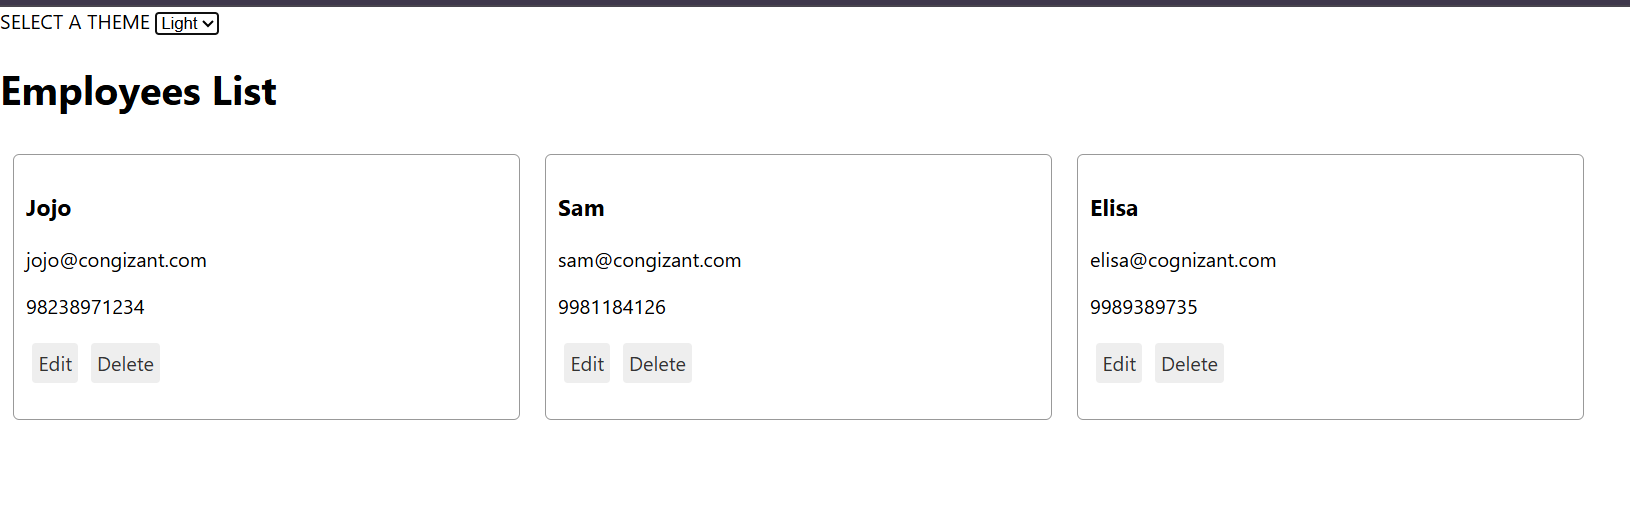 SELECT A THEME Light
Employees List
Jojo
jojo@congizant.com
98238971234
Edit Delete
Sam
sam@congizant.com
9981184126
Edit Delete
Elisa
elisa@cognizant.com
9989389735
Edit Delete